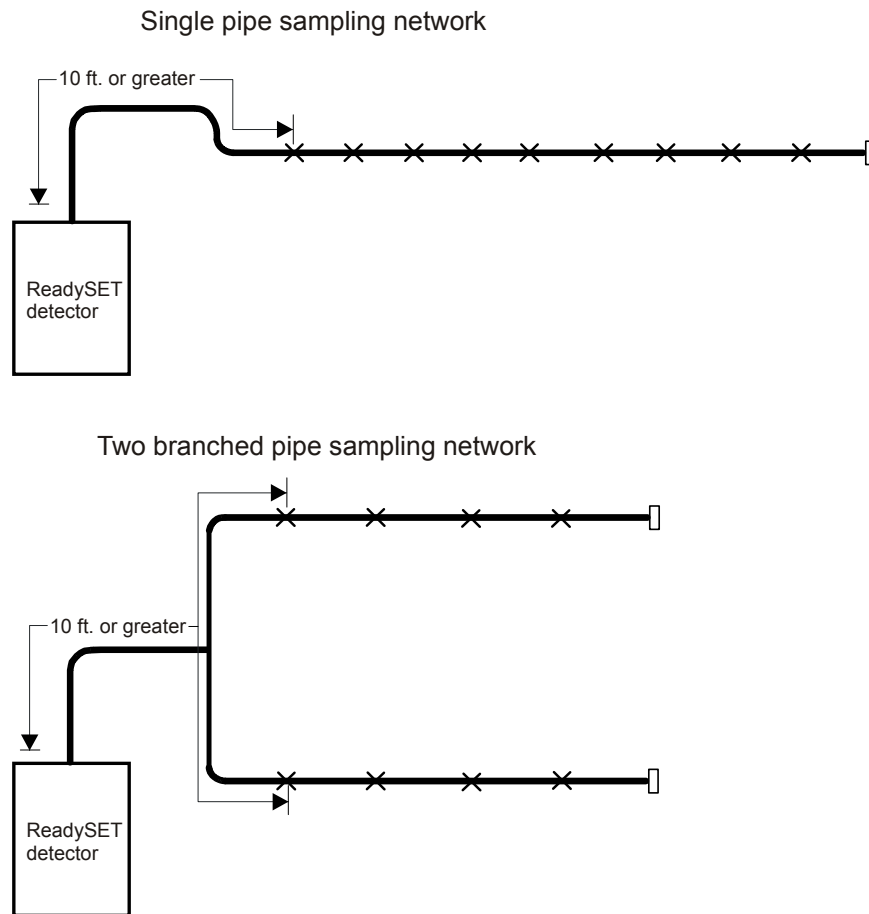 Single pipe sampling network
10 ft. or greater
ReadySET
detector
Two branched pipe sampling network
10 ft. or greater
ReadySET
detector